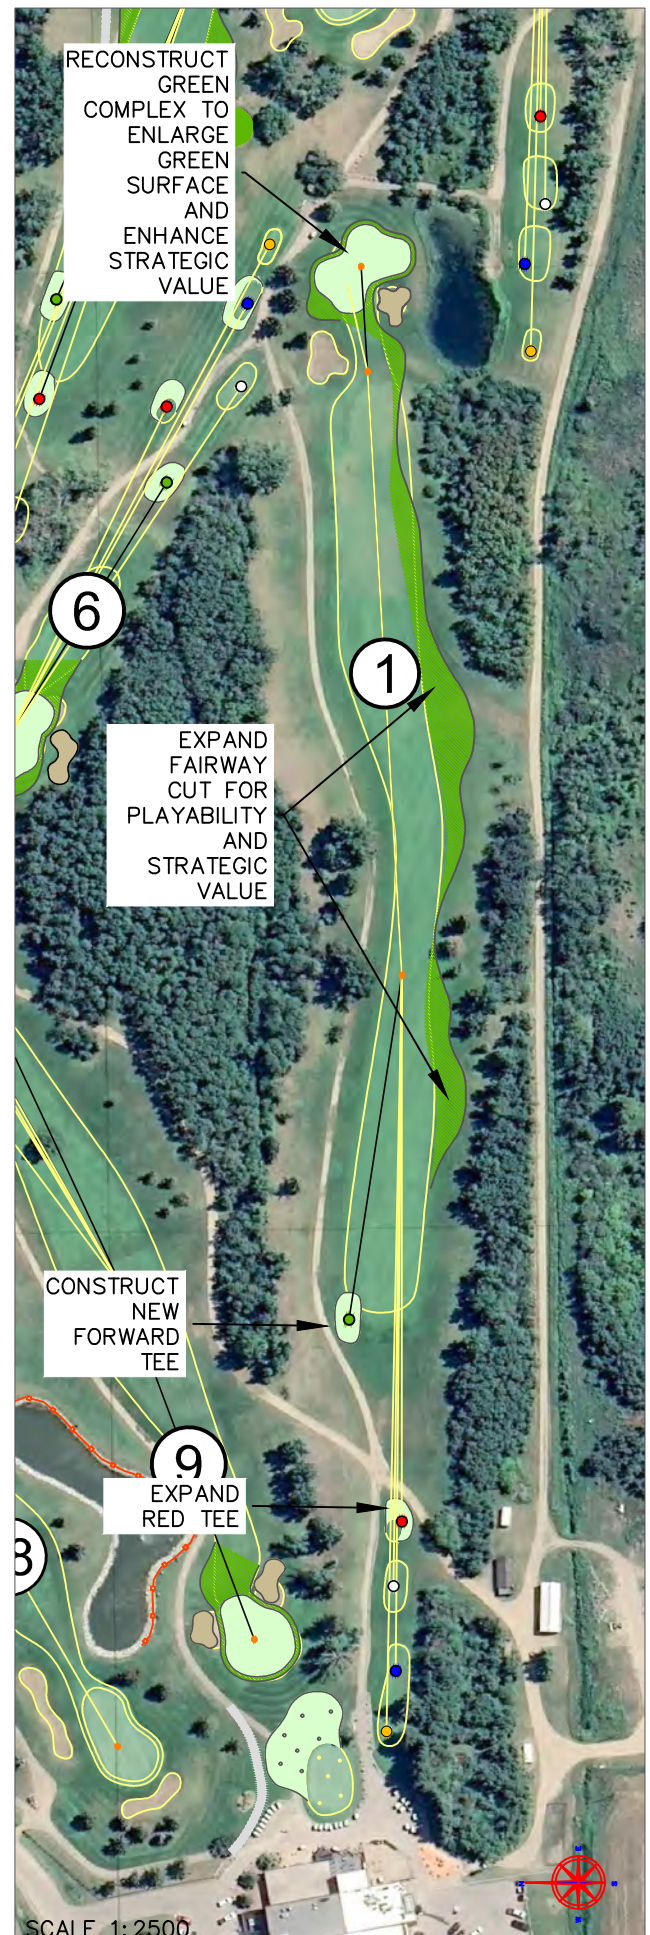 RECONSTRUCT
GREEN
COMPLEX TO
ENLARGE
GREEN
SURFACE
AND
ENHANCE
STRATEGIC
VALUE
6
1
EXPAND
FAIRWAY
CUT FOR
PLAYABILITY
AND
STRATEGIC
VALUE
CONSTRUCT
NEW
FORWARD
TEE
9
EXPAND
RED TEE
8
E
N
S
W
SCALE 1:2500